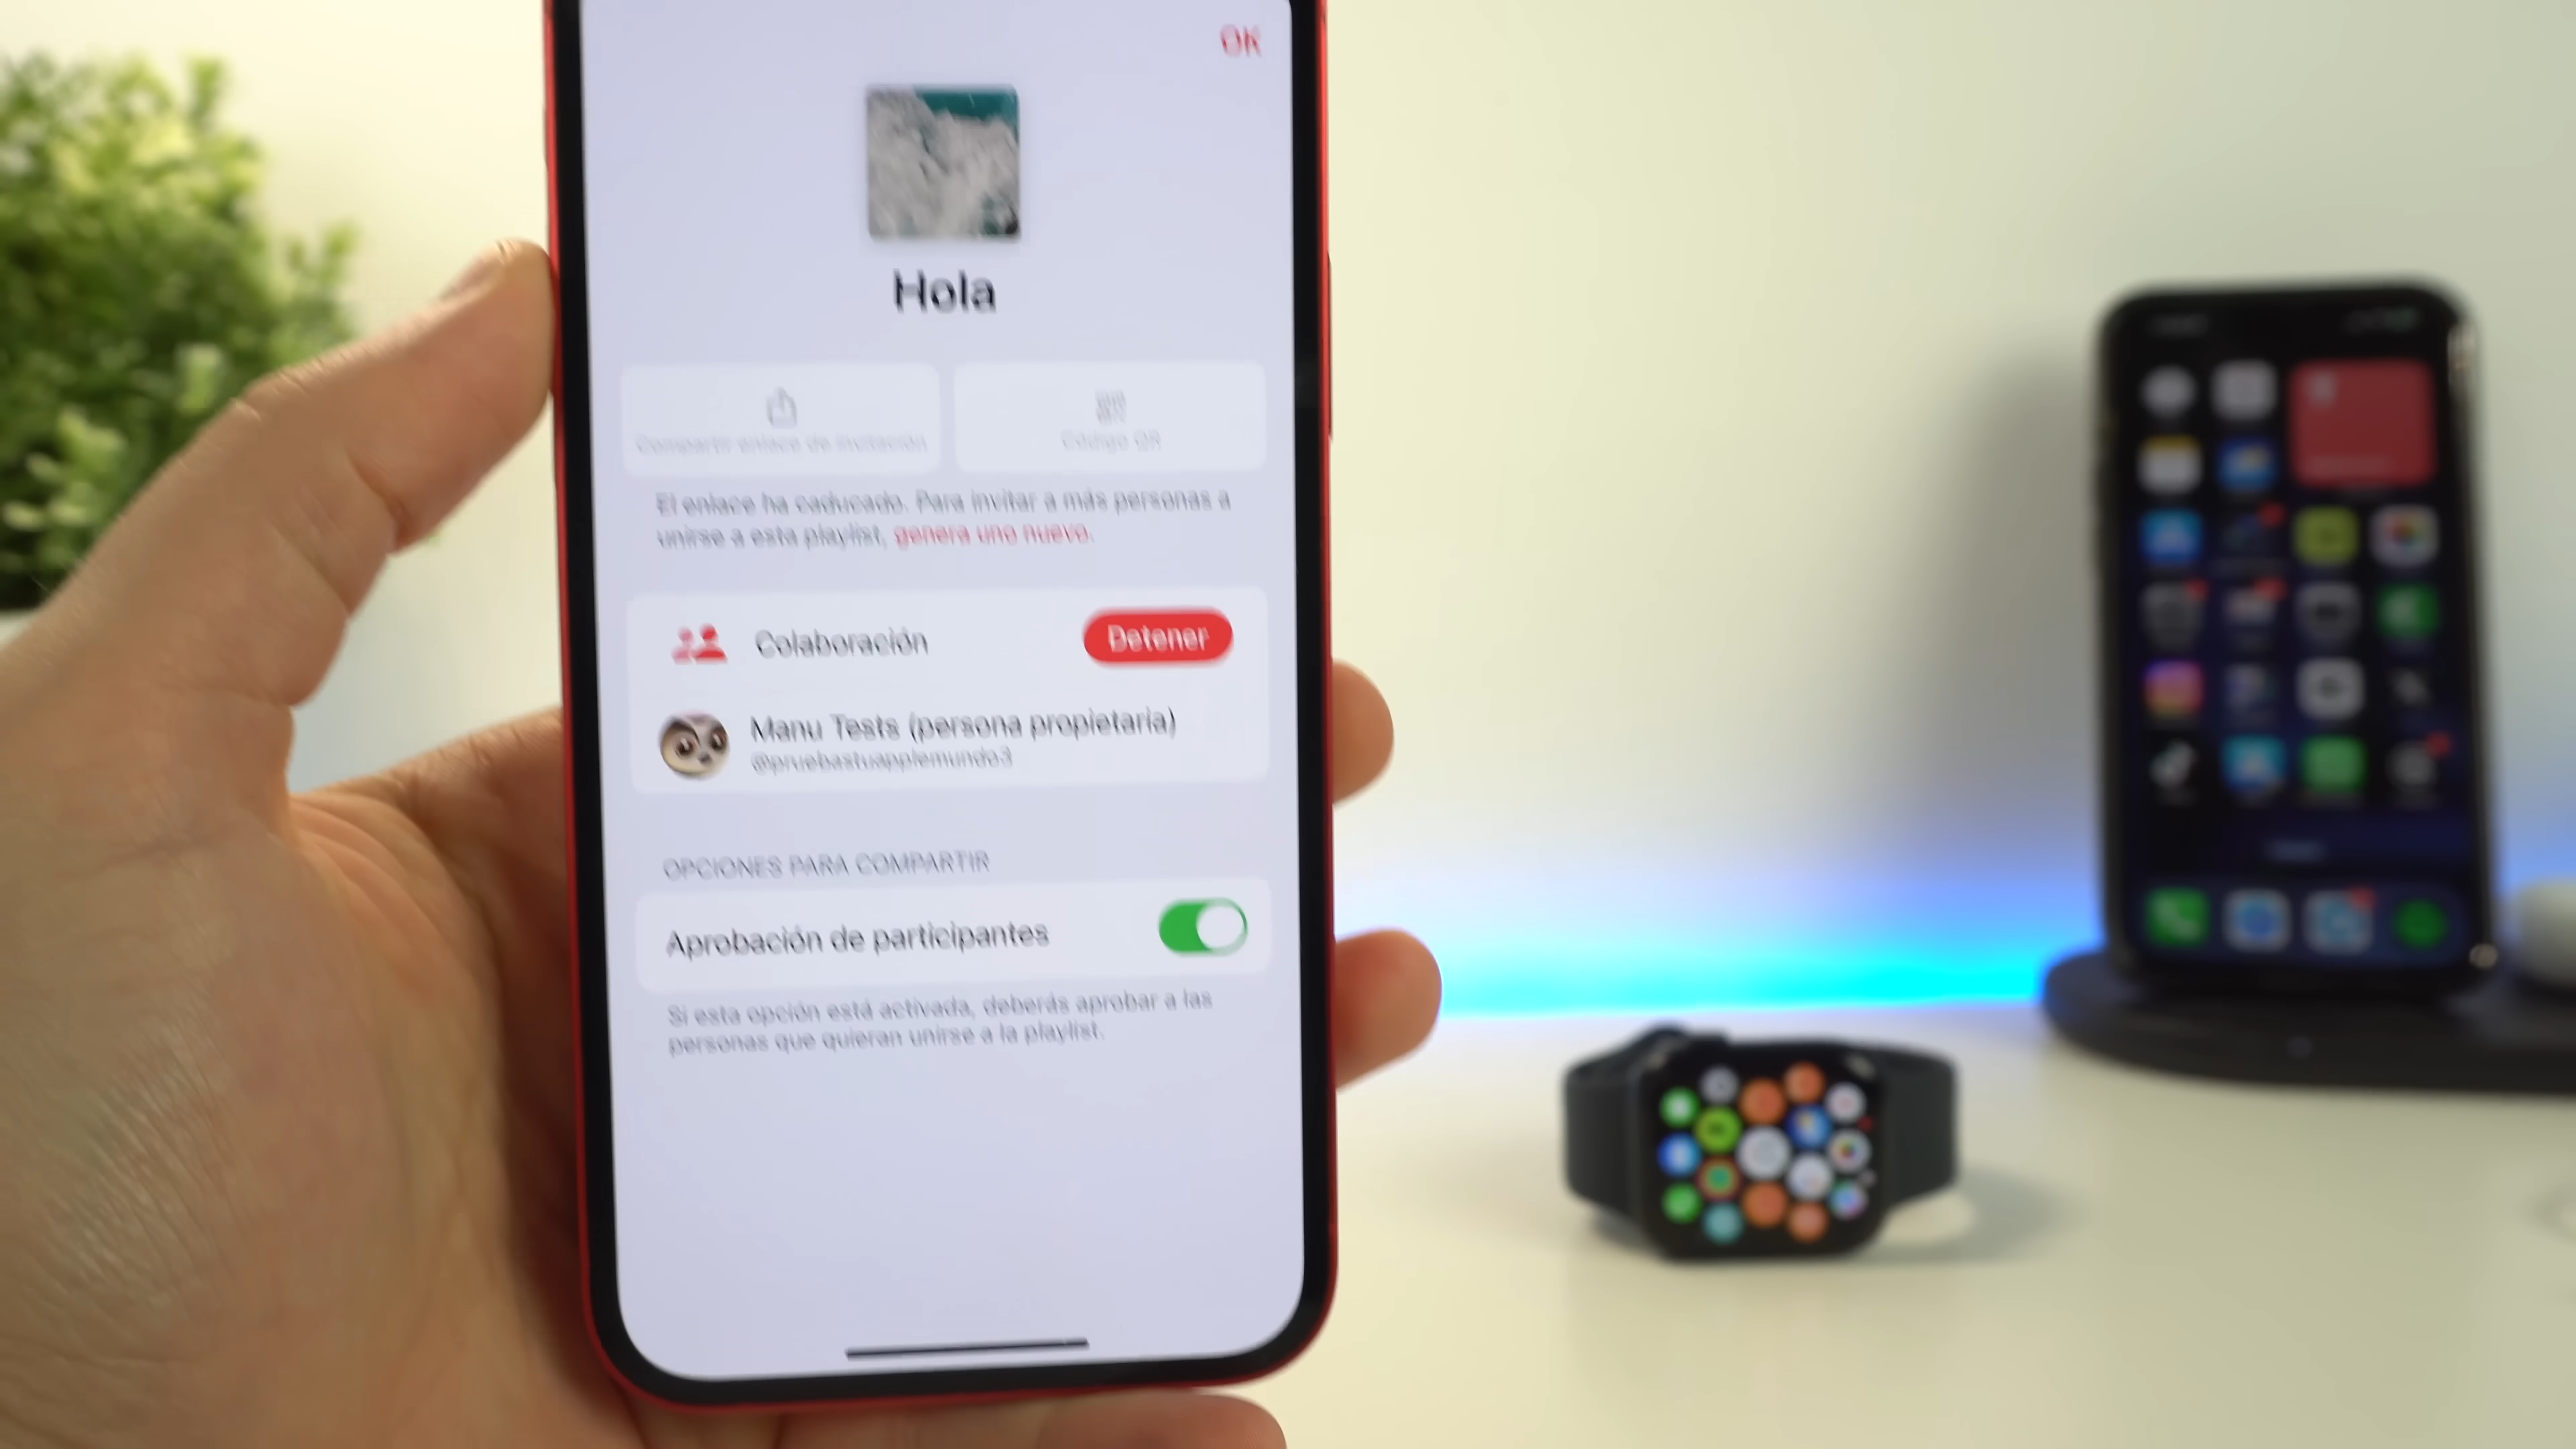 OK
Hola
Compartir enlace de invitación
Código QR
El enlace ha caducado. Para invitar a más personas a
unirse a esta playlist, genera uno nuevo.
Colaboración
Detener
Manu Tests (persona propietaria)
@pruebastuapplemundo3
OPCIONES PARA COMPARTIR
Aprobación de participantes
Si esta opción está activada, deberás aprobar a las
personas que quieran unirse a la playlist.